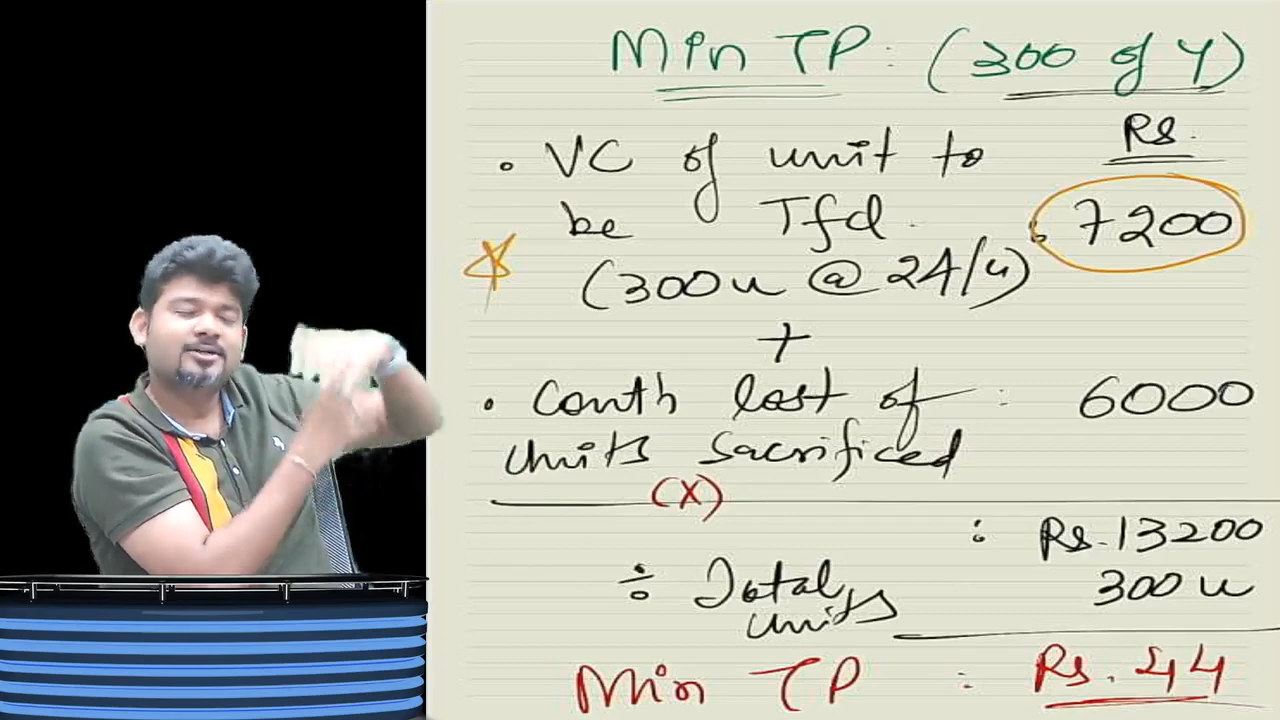 Min TP: (300 of Y)
Rs.
• VC of unit to
be Tfd. 7200
(300u @ 24/u)
+
• Conth lost of : 6000
Units Sacrificed
(X)
: Rs.13200
÷ Total 300 u
Units
Min TP : Rs. 44